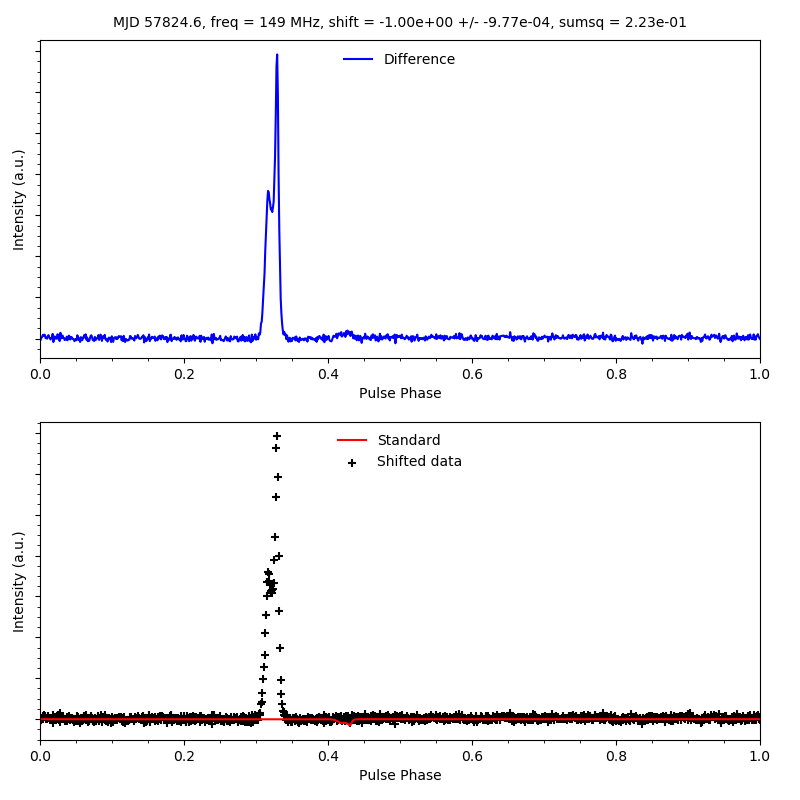 MJD 57824.6, freq = 149 MHz, shift = -1.00e+00 +/- -9.77e-04, sumsq = 2.23e-01
Difference
Intensity (a.u.)
0.0 0.2 0.4 0.6 0.8 1.0
Pulse Phase
Standard
Shifted data
Intensity (a.u.)
0.0 0.2 0.4 0.6 0.8 1.0
Pulse Phase